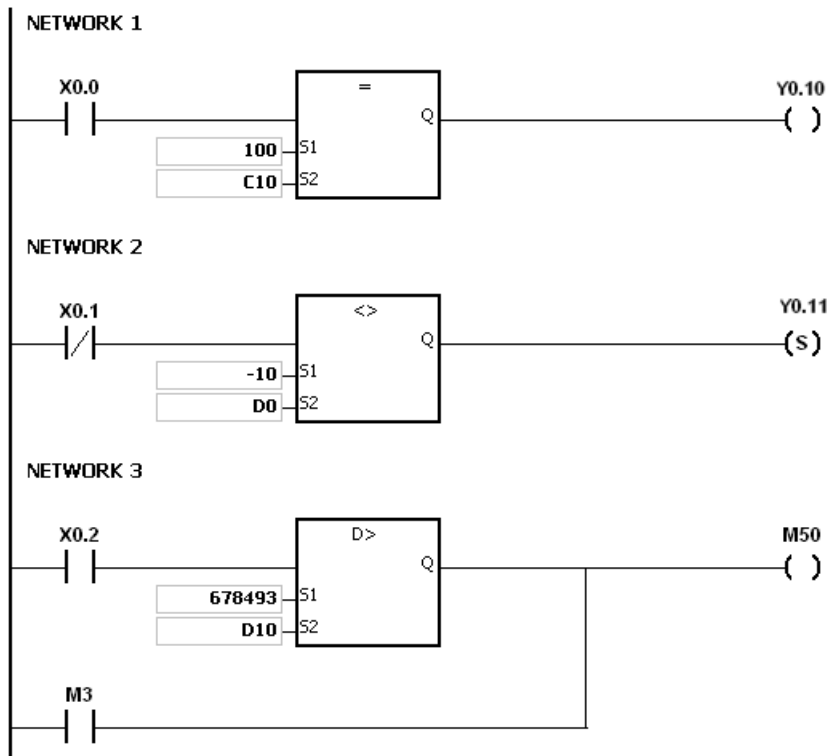 NETWORK 1
X0.0
=
Y0.10
Q
100 S1
C10 S2
NETWORK 2
X0.1
<>
Y0.11
Q
(S)
-10 S1
D0 S2
NETWORK 3
X0.2
D>
M50
Q
( )
678493 S1
D10 S2
M3